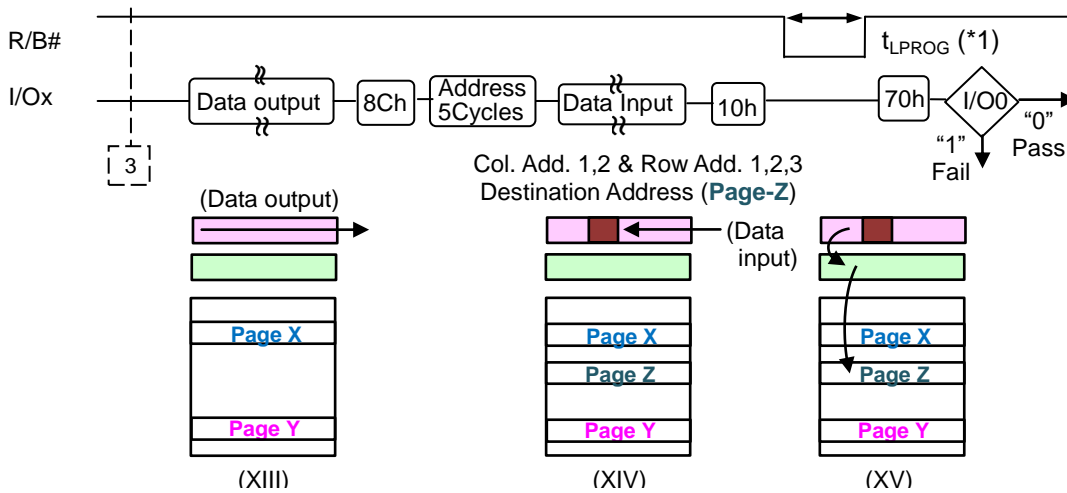 R/B#
tLPROG (*1)
I/Ox
Data output
8Ch
Address
5Cycles
Data Input
10h
70h
I/O0
"0"
Pass
"1"
Fail
3
Col. Add. 1,2 & Row Add. 1,2,3
Destination Address (Page-Z)
(Data output)
(Data
input)
Page X
Page Y
(XIII)
Page X
Page Z
Page Y
(XIV)
Page X
Page Z
Page Y
(XV)